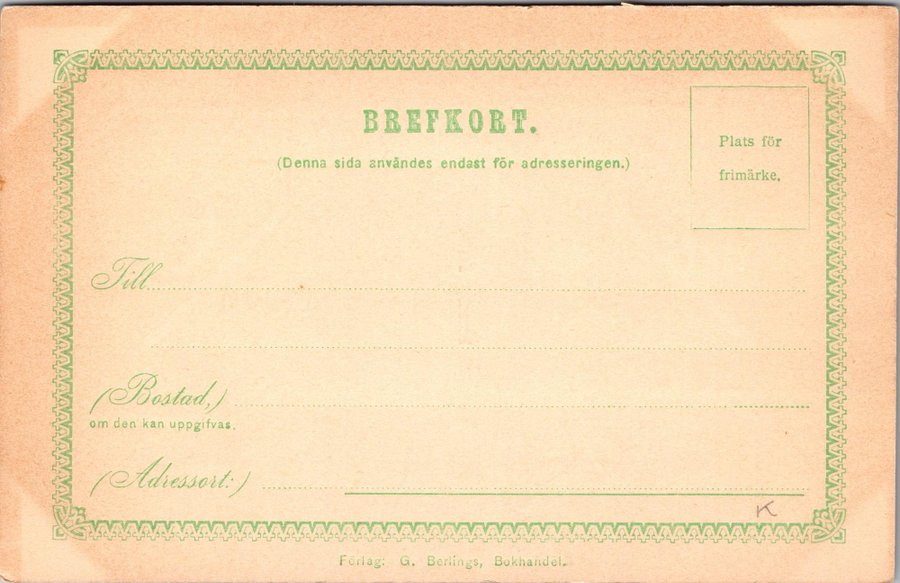 BREFKORT.
(Denna sida användes endast för adresseringen.)
Plats för
frimärke.
Till
(Bostad,)
om den kan uppgifvas.
(Adressort:)
K
Förlag: G. Berlings, Bokhandel.